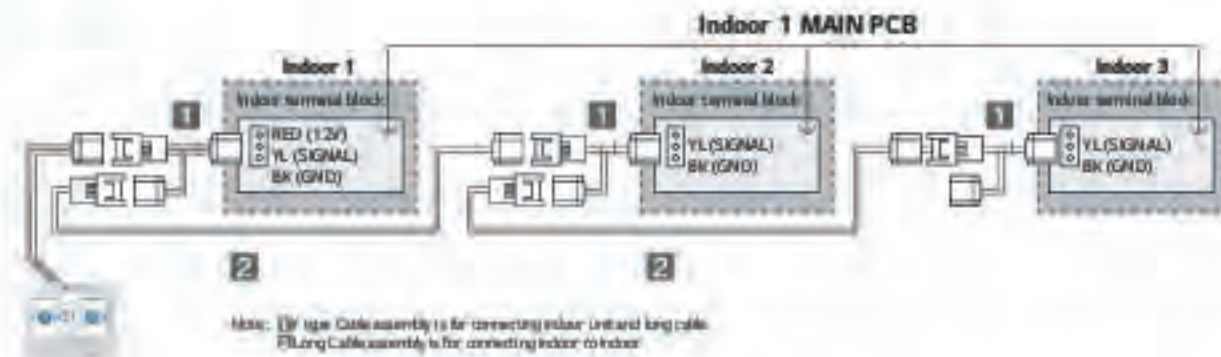 Indoor 1 MAIN PCB
Indoor 1
Indoor 2
Indoor 3
Indoor terminal block
Indoor terminal block
Indoor terminal block
1
1
1
RED (12V)
YL (SIGNAL)
BK (GND)
YL (SIGNAL)
BK (GND)
YL (SIGNAL)
BK (GND)
2
2
Note: type Cable assembly is for connecting indoor unit and long cable
Long Cable assembly is for connecting indoor to indoor